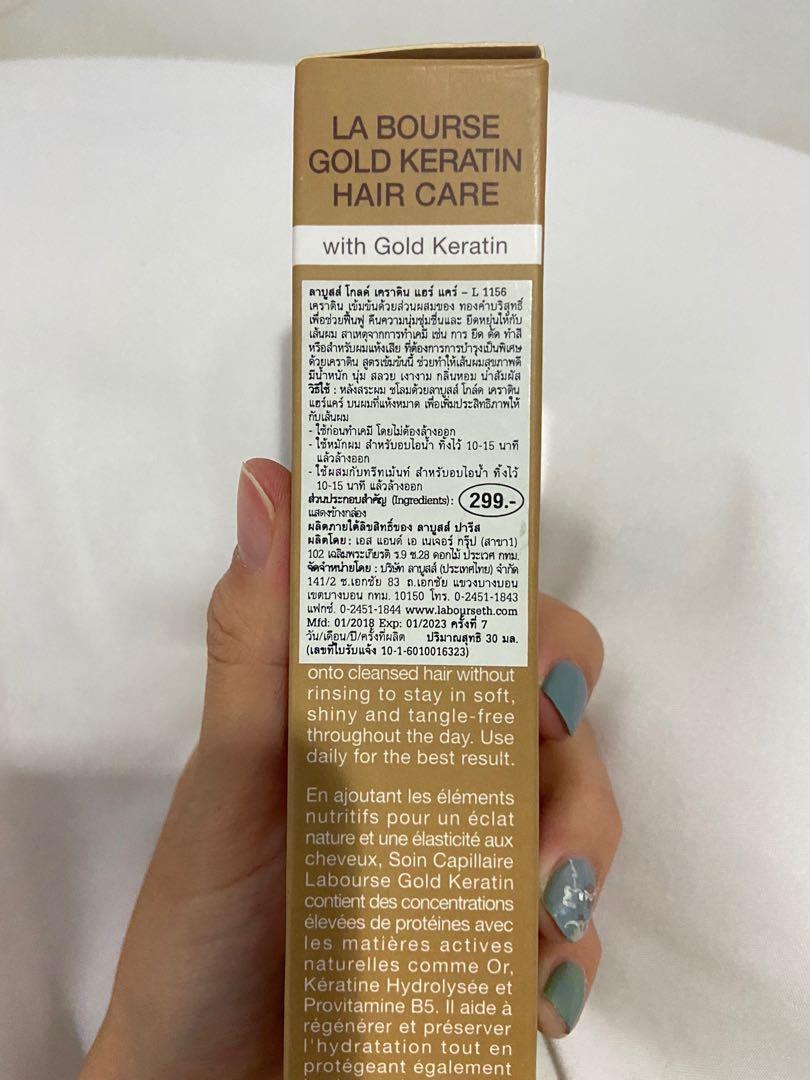 LA BOURSE
GOLD KERATIN
HAIR CARE
with Gold Keratin
ลาบูสส์ โกลด์ เคราติน แฮร์ แคร์ – L 1156
เคราติน เข้มข้นด้วยส่วนผสมของ ทองคำบริสุทธิ์
เพื่อช่วยฟื้นฟู คืนความนุ่มชุ่มชื่นและ ยืดหยุ่นให้กับ
เส้นผม สาเหตุจากการทำเคมี เช่น การ ยืด ดัด ทำสี
หรือสำหรับผมแห้งเสีย ที่ต้องการการบำรุงเป็นพิเศษ
ด้วยเคราติน สูตรเข้มข้นนี้ ช่วยทำให้เส้นผมสุขภาพดี
มีน้ำหนัก นุ่ม สลวย เงางาม กลิ่นหอม น่าสัมผัส
วิธีใช้ : หลังสระผม ชโลมด้วยลาบูสส์ โกล์ด เคราติน
แฮร์แคร์ บนผมที่แห้งหมาด เพื่อเพิ่มประสิทธิภาพให้
กับเส้นผม
- ใช้ก่อนทำเคมี โดยไม่ต้องล้างออก
- ใช้หมักผม สำหรับอบไอน้ำ ทิ้งไว้ 10-15 นาที
แล้วล้างออก
- ใช้ผสมกับทรีทเม้นท์ สำหรับอบไอน้ำ ทิ้งไว้
10-15 นาที แล้วล้างออก
ส่วนประกอบสำคัญ (Ingredients) : 299.-
แสดงข้างกล่อง
ผลิตภายใต้ลิขสิทธิ์ของ ลาบูสส์ ปารีส
ผลิตโดย : เอส แอนด์ เอ เนเจอร์ กรุ๊ป (สาขา1)
102 เฉลิมพระเกียรติ ร.9 ซ.28 ดอกไม้ ประเวศ กทม.
จัดจำหน่ายโดย : บริษัท ลาบูสส์ (ประเทศไทย) จำกัด
141/2 ซ.เอกชัย 83 ถ.เอกชัย แขวงบางบอน
เขตบางบอน กทม. 10150 โทร. 0-2451-1843
แฟกซ์. 0-2451-1844 www.labourseth.com
Mfd: 01/2018 Exp: 01/2023 ครั้งที่ 7
วัน/เดือน/ปี/ครั้งที่ผลิต ปริมาณสุทธิ 30 มล.
(เลขที่ใบรับแจ้ง 10-1-6010016323)
onto cleansed hair without
rinsing to stay in soft,
shiny and tangle-free
throughout the day. Use
daily for the best result.
En ajoutant les éléments
nutritifs pour un éclat
nature et une élasticité aux
cheveux, Soin Capillaire
Labourse Gold Keratin
contient des concentrations
élevées de protéines avec
les matières actives
naturelles comme Or,
Kératine Hydrolysée et
Provitamine B5. Il aide à
régénérer et préserver
l'hydratation tout en
protégeant également